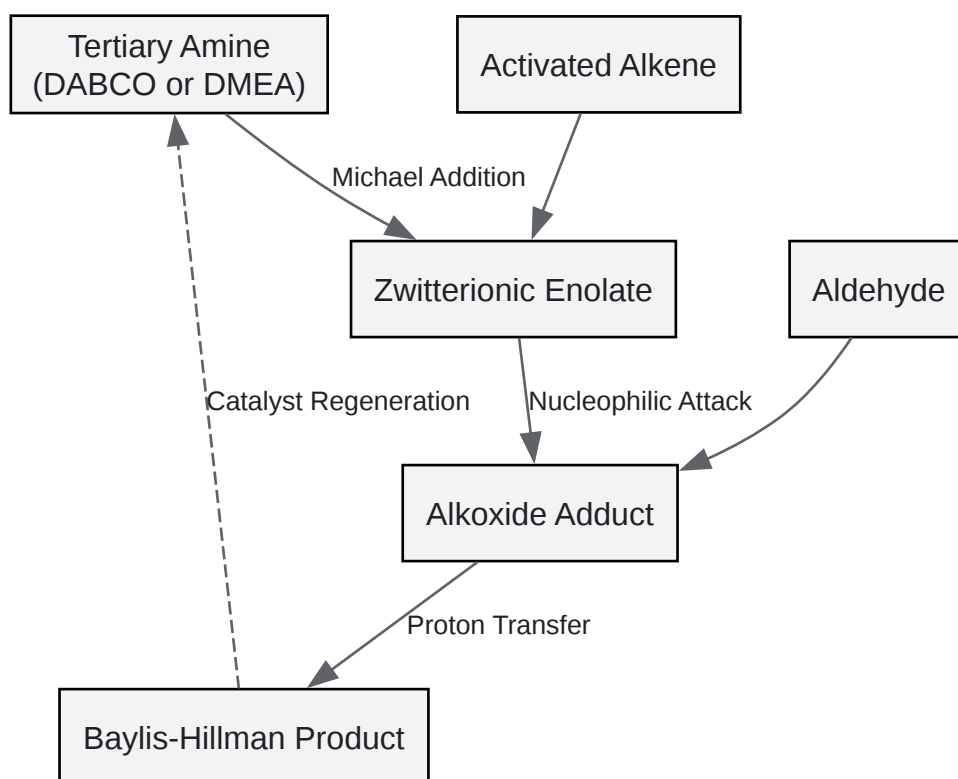 Tertiary Amine
(DABCO or DMEA)
Activated Alkene
Michael Addition
Zwitterionic Enolate
Aldehyde
Catalyst Regeneration
Nucleophilic Attack
Alkoxide Adduct
Proton Transfer
Baylis-Hillman Product